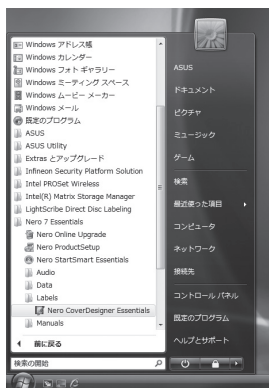 Windows アドレス帳
Windows カレンダー
Windows フォト ギャラリー
Windows ミーティング スペース
Windows ムービー メーカー
Windows メール
既定のプログラム
ASUS
ASUS Utility
Extras とアップグレード
Infineon Security Platform Solution
Intel PROSet Wireless
Intel(R) Matrix Storage Manager
LightScribe Direct Disc Labeling
Nero 7 Essentials
Nero Online Upgrade
Nero ProductSetup
Nero StartSmart Essentials
Audio
Data
Labels
Nero CoverDesigner Essentials
Manuals
前に戻る
検索の開始
ASUS
ドキュメント
ピクチャ
ミュージック
ゲーム
検索
最近使った項目
コンピュータ
ネットワーク
接続先
コントロール パネル
既定のプログラム
ヘルプとサポート